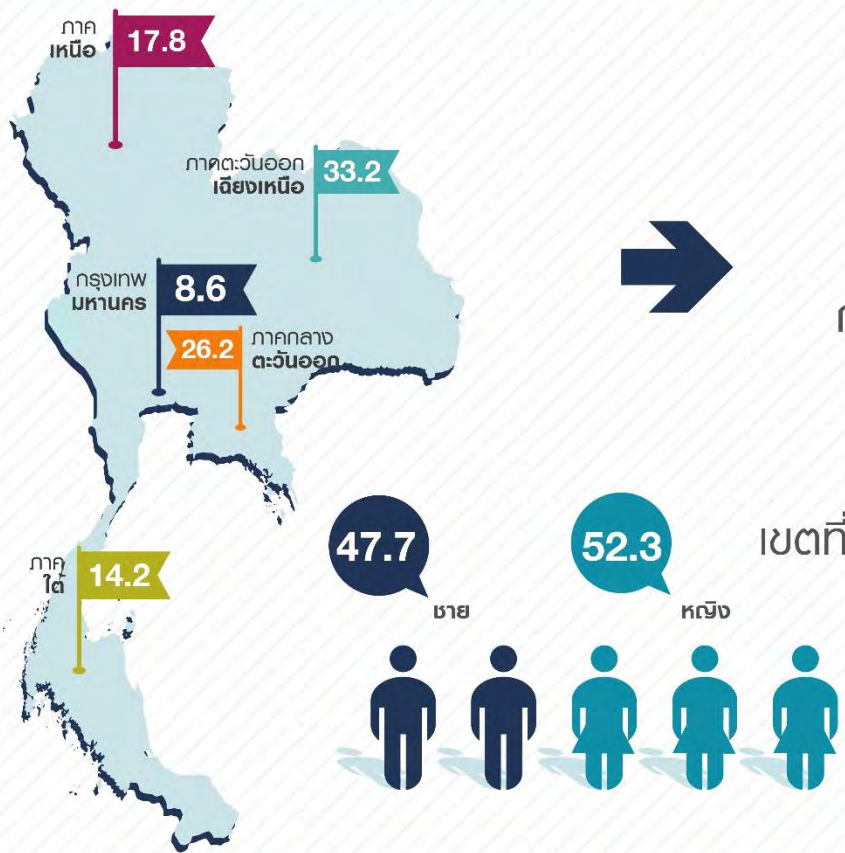 ภาค
เหนือ
17.8
ภาคตะวันออก
เฉียงเหนือ
33.2
กรุงเทพ
มหานคร
8.6
26.2
ภาคกลาง
ตะวันออก
ภาค
ใต้
14.2
47.7
ชาย
52.3
หญิง
เขตที่